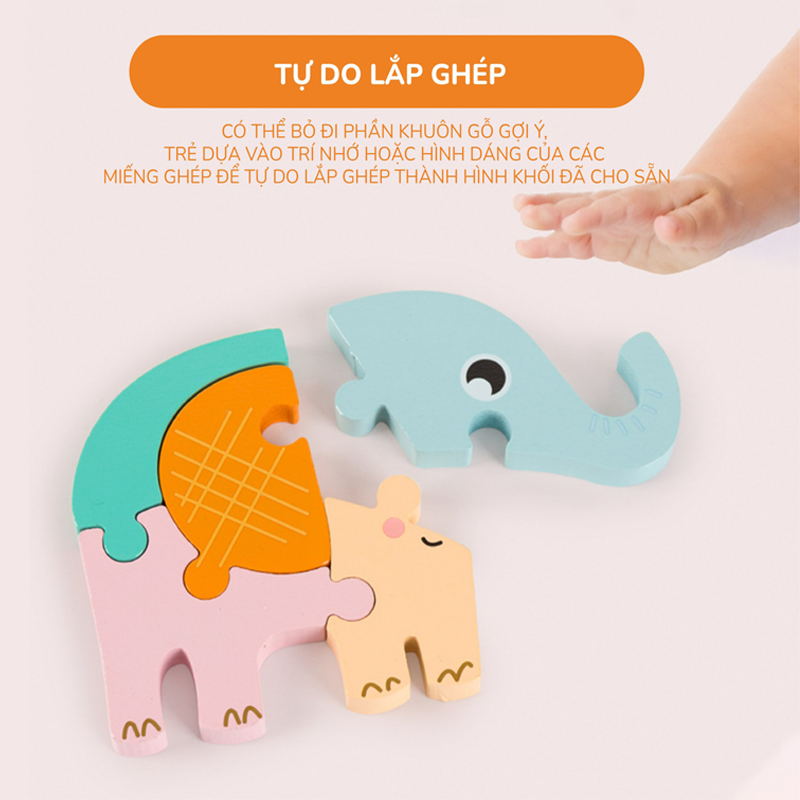 TỰ DO LẮP GHÉP
CÓ THỂ BỎ ĐI PHẦN KHUÔN GỖ GỢI Ý,
TRẺ DỰA VÀO TRÍ NHỚ HOẶC HÌNH DÁNG CỦA CÁC
MIẾNG GHÉP ĐỂ TỰ DO LẮP GHÉP THÀNH HÌNH KHỐI ĐÃ CHO SẴN